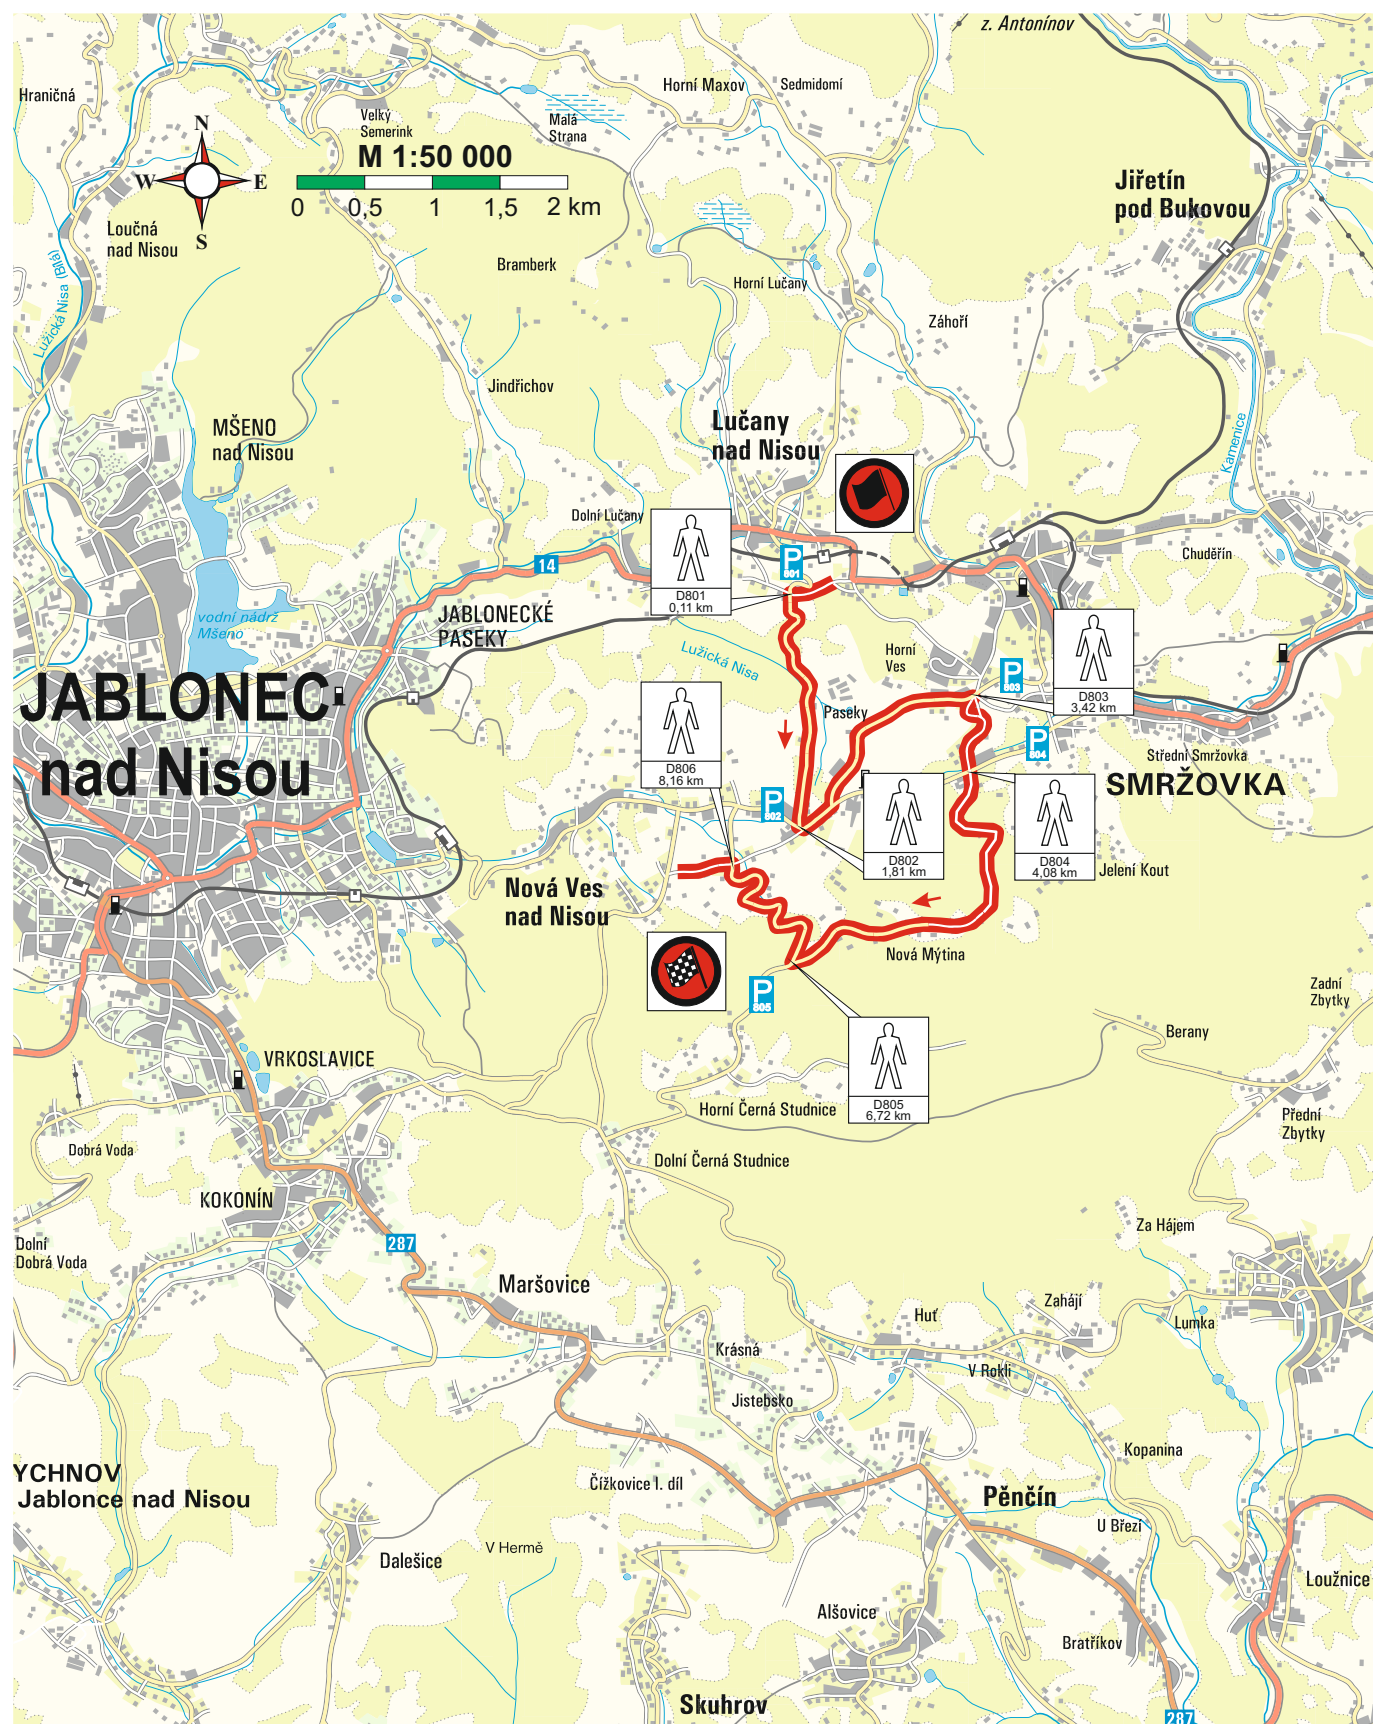 z. Antonínov
Hraničná
Horní Maxov
Sedmidomí
Velký
Semerink
Malá
Strana
N
W
E
S
M 1:50 000
0
0,5
1
1,5
2 km
Jiřetín
pod Bukovou
Loučná
nad Nisou
Lužická Nisa (Bílá)
Bramberk
Horní Lučany
Záhoří
Jindřichov
MŠENO
nad Nisou
Lučany
nad Nisou
Kamenice
Dolní Lučany
Chuděřín
14
P
801
D801
0,11 km
vodní nádrž
Mšeno
JABLONECKÉ
PASEKY
Lužická Nisa
Horní
Ves
P
803
D803
3,42 km
JABLONEC
nad Nisou
Paseky
P
804
Střední Smržovka
SMRŽOVKA
D806
8,16 km
P
802
D802
1,81 km
D804
4,08 km
Jelení Kout
Nová Ves
nad Nisou
Nová Mýtina
P
805
Zadní
Zbytky
Berany
VRKOSLAVICE
D805
6,72 km
Horní Černá Studnice
Přední
Zbytky
Dobrá Voda
Dolní Černá Studnice
KOKONÍN
Za Hájem
Dolní
Dobrá Voda
287
Maršovice
Huť
Zahájí
Lumka
Krásná
V Rokli
Jistebsko
Kopanina
YCHNOV
Jablonce nad Nisou
Čížkovice I. díl
Pěnčín
U Březí
V Hermě
Dalešice
Loužnice
Alšovice
Bratříkov
Skuhrov
287